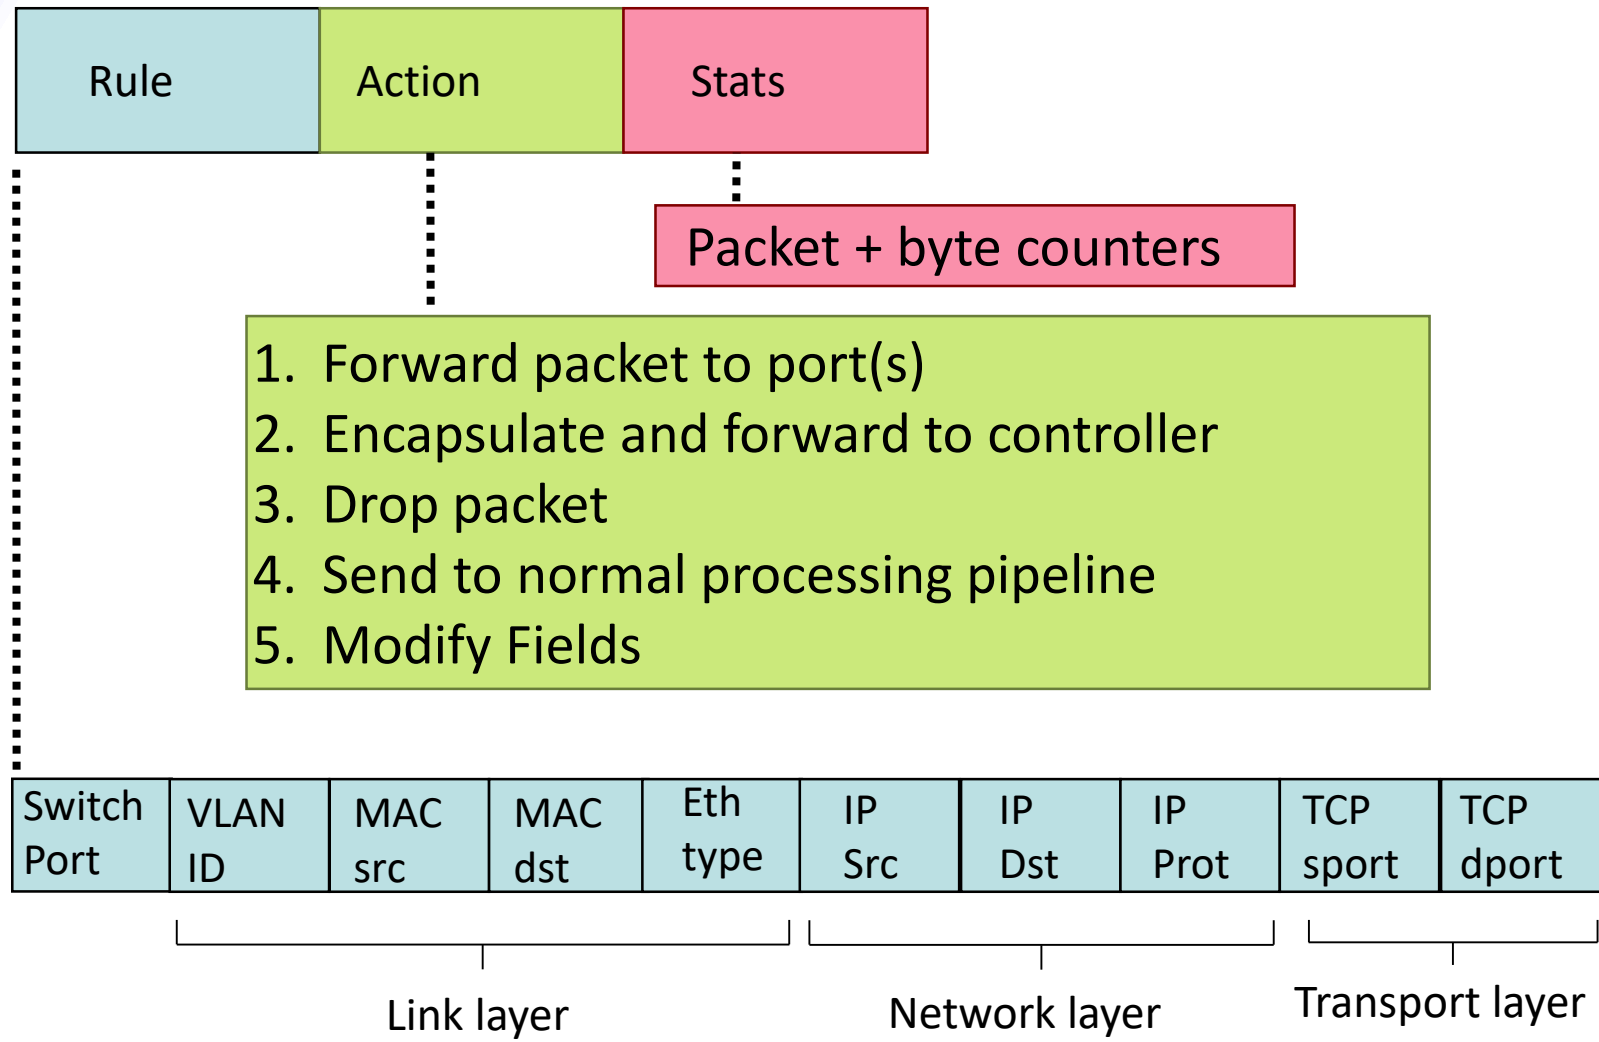 Rule Action Stats
Packet + byte counters
1. Forward packet to port(s)
2. Encapsulate and forward to controller
3. Drop packet
4. Send to normal processing pipeline
5. Modify Fields
Switch Port
VLAN ID
MAC src
MAC dst
Eth type
IP Src
IP Dst
IP Prot
TCP sport
TCP dport
Link layer
Network layer
Transport layer